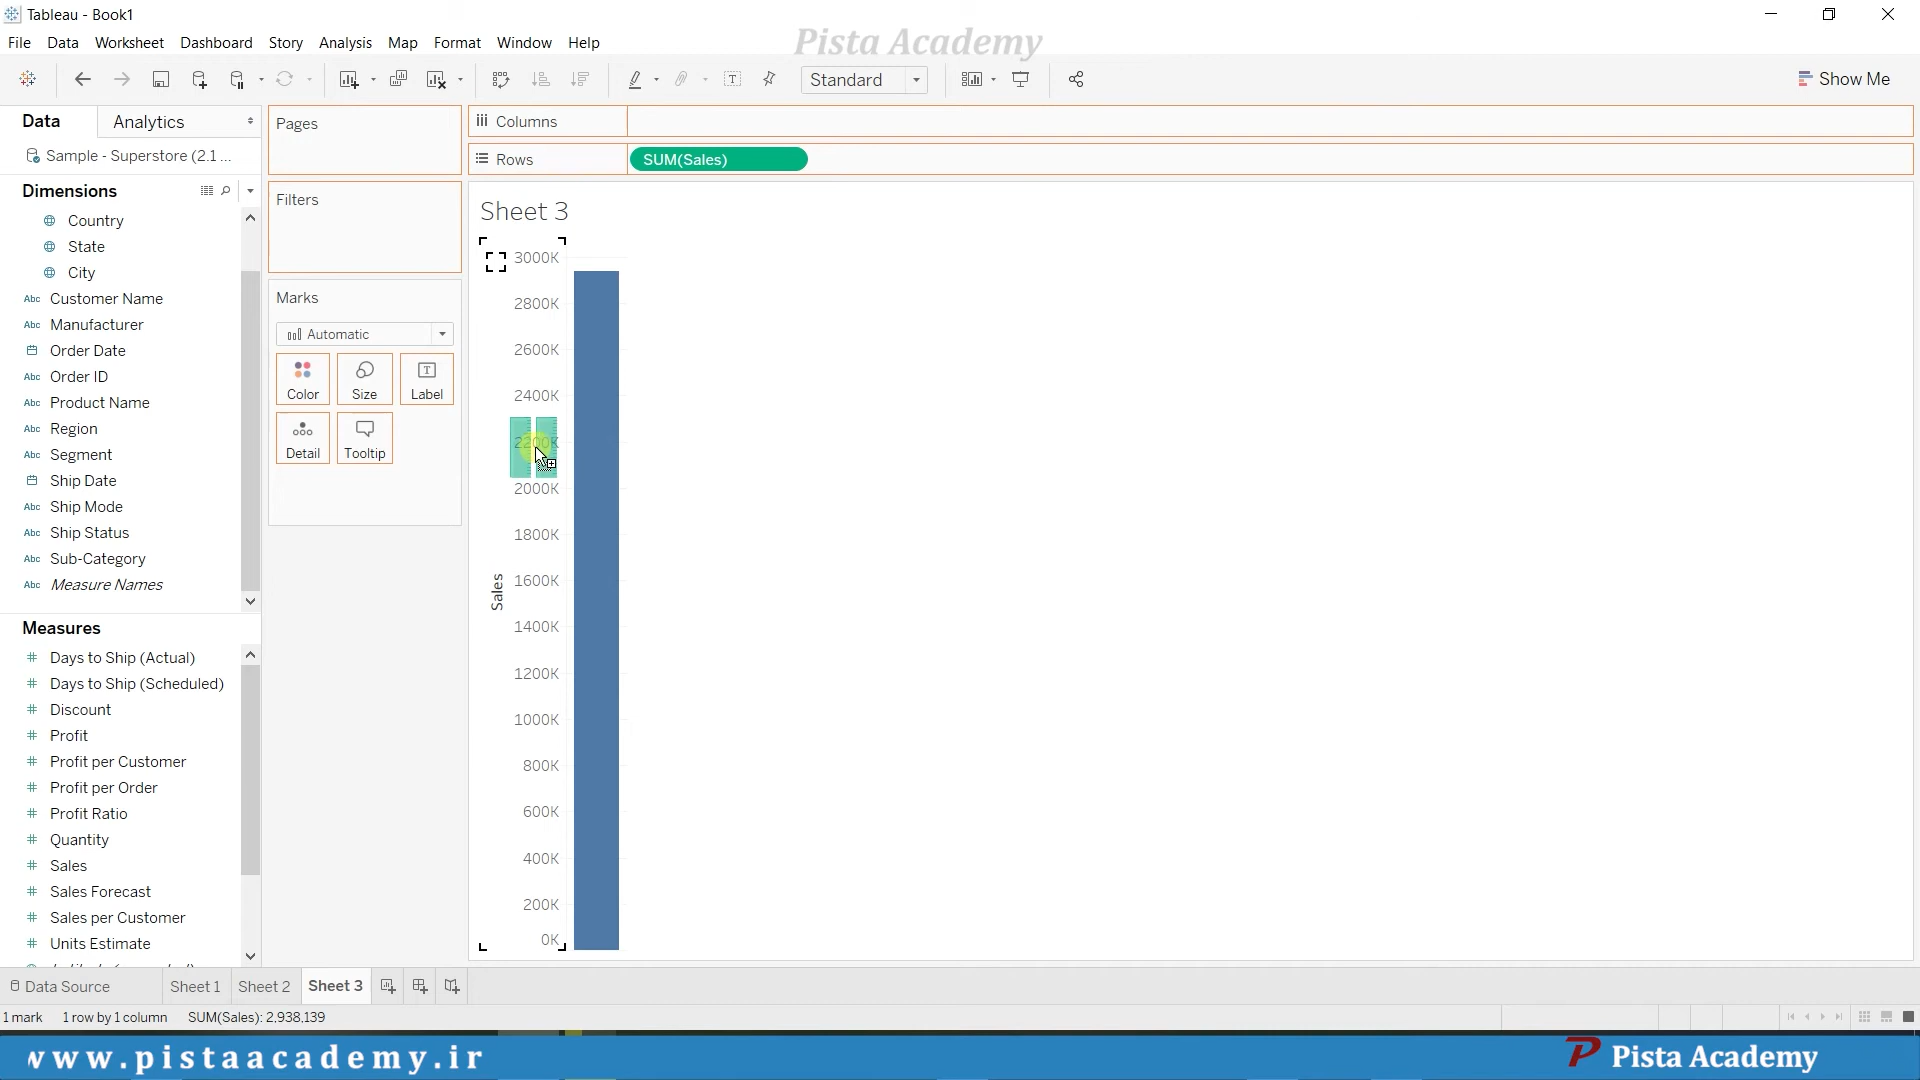 Tableau - Book1
Pista Academy
File Data Worksheet Dashboard Story Analysis Map Format Window Help
Standard
Show Me
Data Analytics
Pages
Columns
Sample - Superstore (2.1 ...
Rows
SUM(Sales)
Dimensions
Filters
Country
State
City
Customer Name
Manufacturer
Order Date
Order ID
Product Name
Region
Segment
Ship Date
Ship Mode
Ship Status
Sub-Category
Measure Names
Marks
Automatic
Color Size Label
Detail Tooltip
Sheet 3
3000K
2800K
2600K
2400K
2200K
2000K
1800K
1600K
1400K
1200K
1000K
800K
600K
400K
200K
0K
Sales
Measures
Days to Ship (Actual)
Days to Ship (Scheduled)
Discount
Profit
Profit per Customer
Profit per Order
Profit Ratio
Quantity
Sales
Sales Forecast
Sales per Customer
Units Estimate
Data Source Sheet 1 Sheet 2 Sheet 3
1 mark 1 row by 1 column SUM(Sales): 2,938,139
www.pistaacademy.ir
Pista Academy